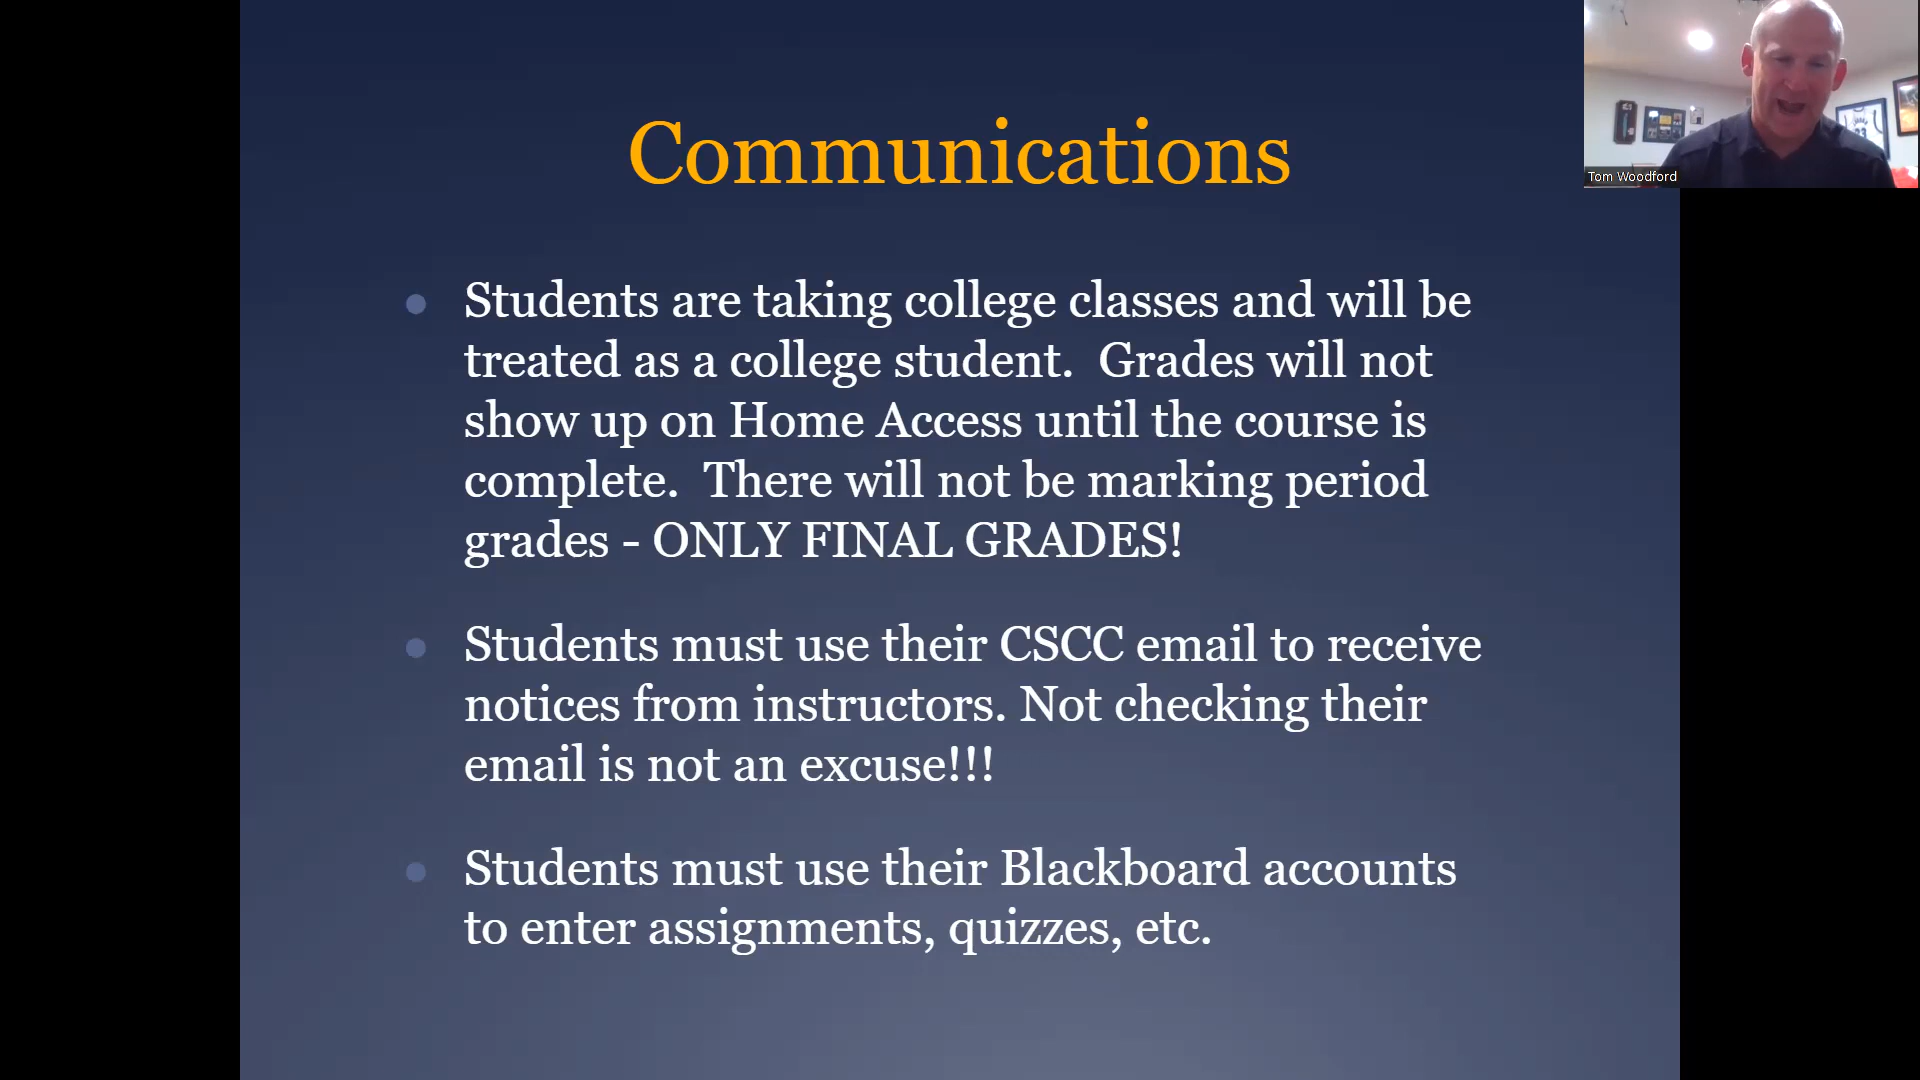 Communications
Tom Woodford
Students are taking college classes and will be
treated as a college student.  Grades will not
show up on Home Access until the course is
complete.  There will not be marking period
grades - ONLY FINAL GRADES!
Students must use their CSCC email to receive
notices from instructors. Not checking their
email is not an excuse!!!
Students must use their Blackboard accounts
to enter assignments, quizzes, etc.